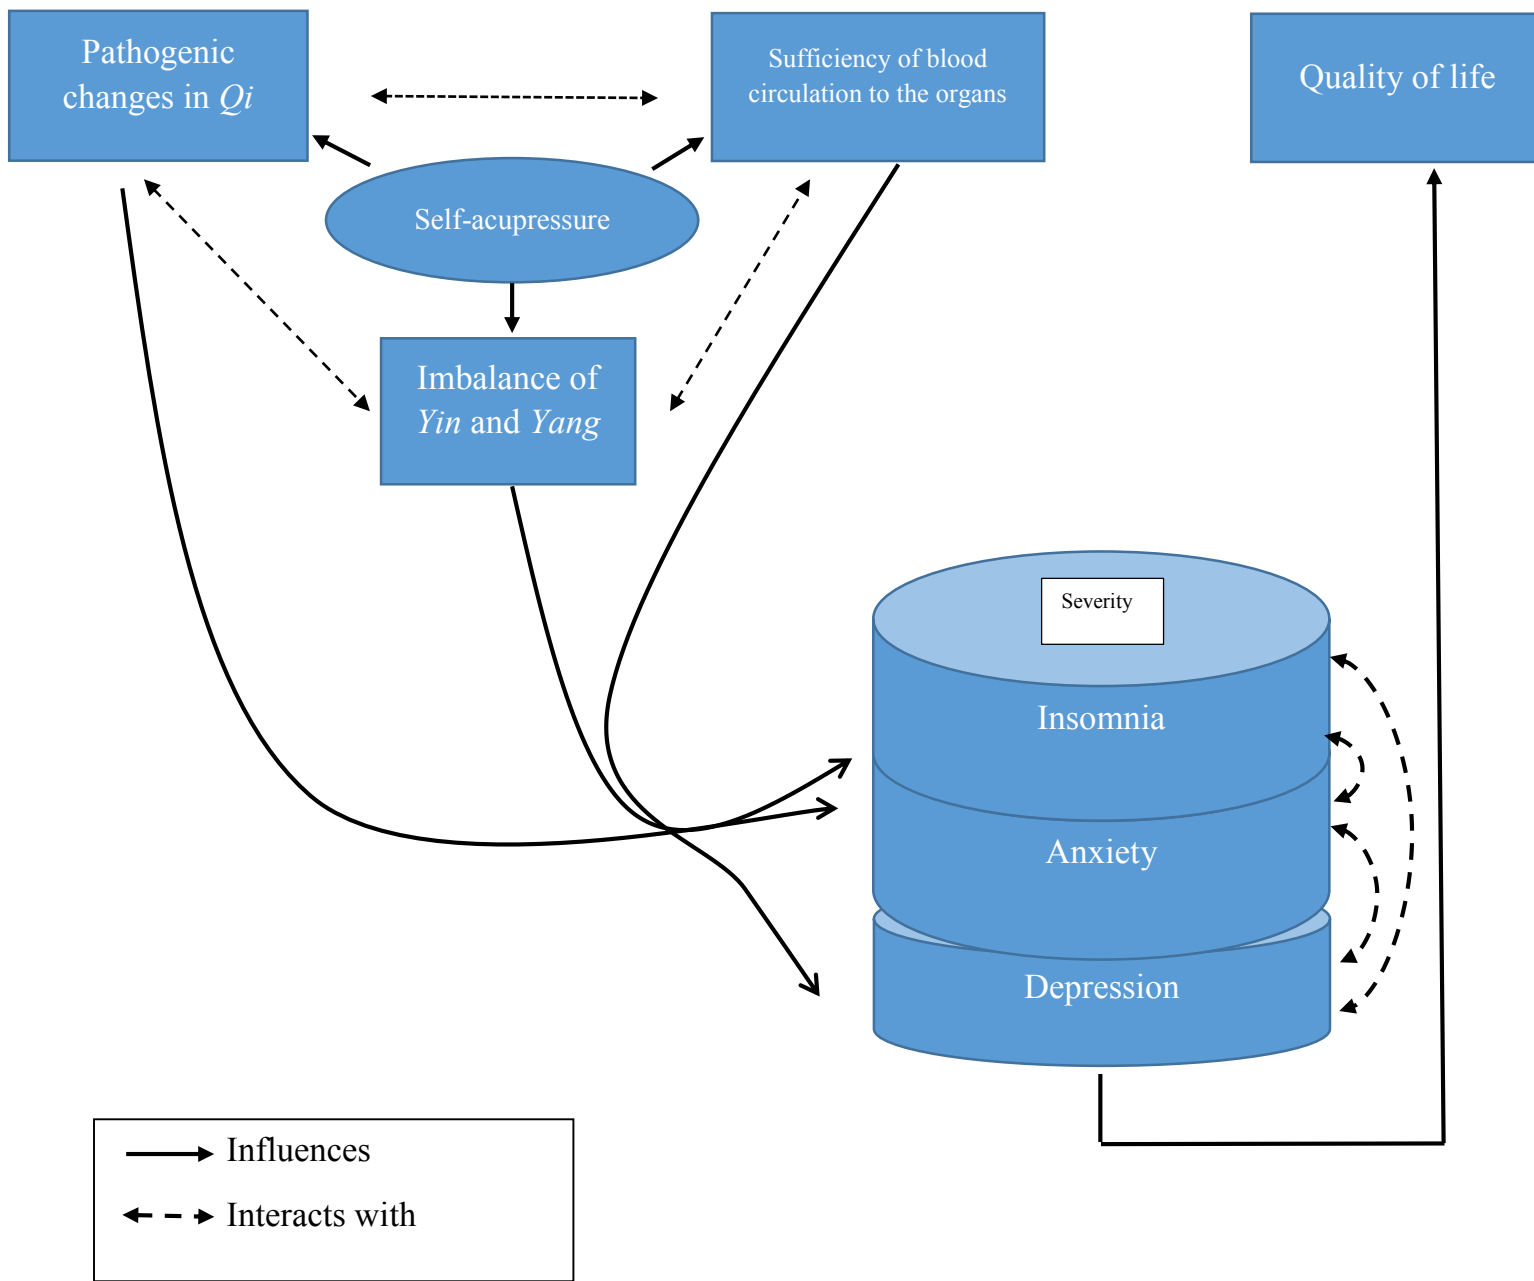 Pathogenic
changes in Qi
Sufficiency of blood
circulation to the organs
Quality of life
Self-acupressure
Imbalance of
Yin and Yang
Severity
Insomnia
Anxiety
Depression
Influences
Interacts with